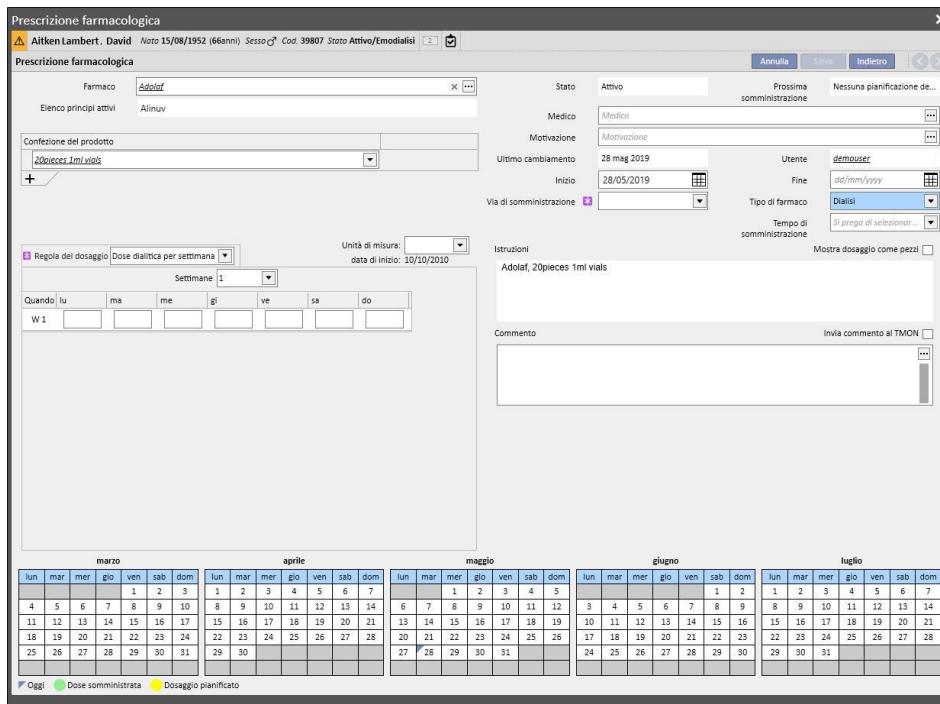 Prescrizione farmacologica
Aitken Lambert, David Nato 15/08/1952 (66anni) Sesso Cod. 39807 Stato Attivo/Emodialisi 2
Prescrizione farmacologica Annulla Salva Indietro
Farmaco Adolaf
Elenco principi attivi Alinuv
Confezione del prodotto
20pieces 1ml vials
+
Stato Attivo Prossima somministrazione Nessuna pianificazione de...
Medico Medico
Motivazione Motivazione
Ultimo cambiamento 28 mag 2019 Utente demouser
Inizio 28/05/2019 Fine dd/mm/yyyy
Via di somministrazione Tipo di farmaco Dialisi
Tempo di somministrazione Si prega di selezionar...
Regola del dosaggio Dose dialitica per settimana
Unità di misura:
data di inizio: 10/10/2010
Settimane 1
Quando lu ma me gi ve sa do
W 1
Istruzioni Mostra dosaggio come pezzi
Adolaf, 20pieces 1ml vials
Commento Invia commento al TMON
marzo aprile maggio giugno luglio
lun mar mer gio ven sab dom lun mar mer gio ven sab dom lun mar mer gio ven sab dom lun mar mer gio ven sab dom lun mar mer gio ven sab dom
1 2 3 1 2 3 4 5 6 7 1 2 3 4 5 1 2 1 2 3 4 5 6 7
4 5 6 7 8 9 10 8 9 10 11 12 13 14 6 7 8 9 10 11 12 3 4 5 6 7 8 9 8 9 10 11 12 13 14
11 12 13 14 15 16 17 15 16 17 18 19 20 21 13 14 15 16 17 18 19 10 11 12 13 14 15 16 15 16 17 18 19 20 21
18 19 20 21 22 23 24 22 23 24 25 26 27 28 20 21 22 23 24 25 26 17 18 19 20 21 22 23 22 23 24 25 26 27 28
25 26 27 28 29 30 31 29 30 27 28 29 30 31 24 25 26 27 28 29 30 29 30 31
Oggi Dose somministrata Dosaggio pianificato